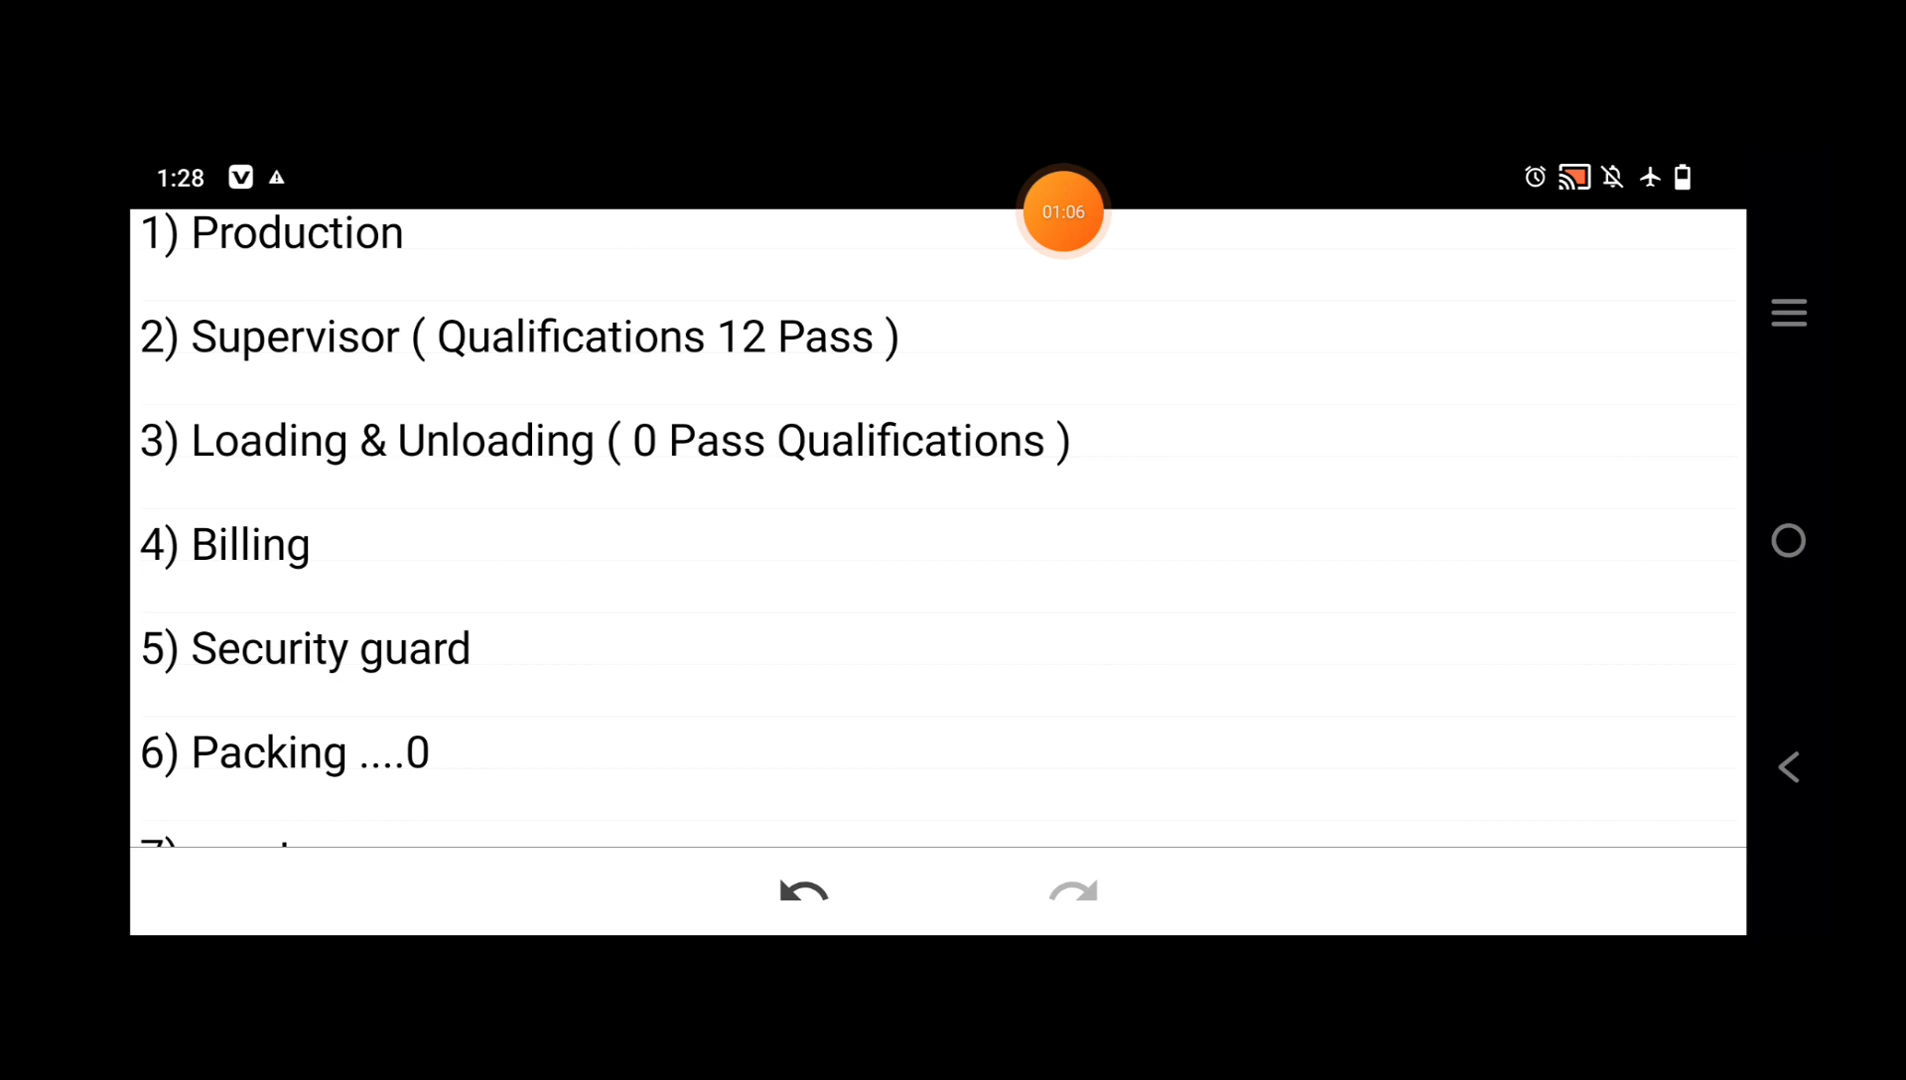 1:28
01:06
1) Production
2) Supervisor ( Qualifications 12 Pass )
3) Loading & Unloading ( 0 Pass Qualifications )
4) Billing
5) Security guard
6) Packing ....0